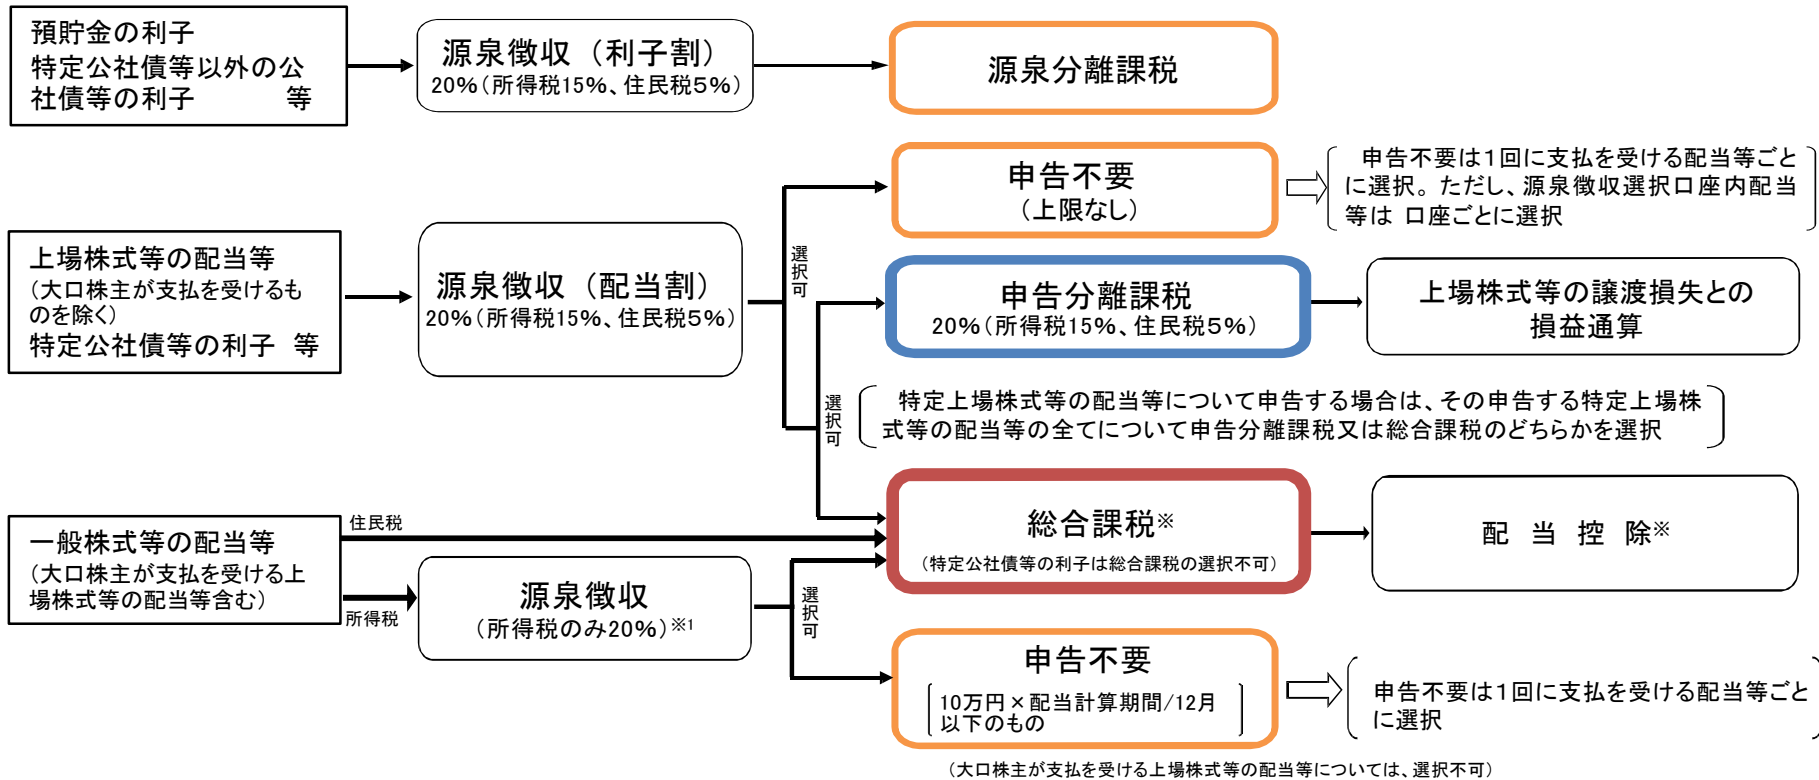 預貯金の利子
特定公社債等以外の公
社債等の利子　　　等
源泉徴収（利子割）
20%（所得税15%、住民税5%）
源泉分離課税
上場株式等の配当等
（大口株主が支払を受けるも
のを除く）
特定公社債等の利子　等
源泉徴収（配当割）
20%（所得税15%、住民税5%）
選択可
申告不要
（上限なし）
申告不要は１回に支払を受ける配当等ごと
に選択。ただし、源泉徴収選択口座内配当
等は 口座ごとに選択
選択可
申告分離課税
20%（所得税15%、住民税5%）
上場株式等の譲渡損失との
損益通算
特定上場株式等の配当等について申告する場合は、その申告する特定上場株
式等の配当等の全てについて申告分離課税又は総合課税のどちらかを選択
総合課税※
（特定公社債等の利子は総合課税の選択不可）
配　当　控　除※
一般株式等の配当等
（大口株主が支払を受ける上
場株式等の配当等含む）
住民税
所得税
源泉徴収
（所得税のみ20%）※1
選択可
申告不要
10万円×配当計算期間/12月
以下のもの
申告不要は１回に支払を受ける配当等ごと
に選択
（大口株主が支払を受ける上場株式等の配当等については、選択不可）